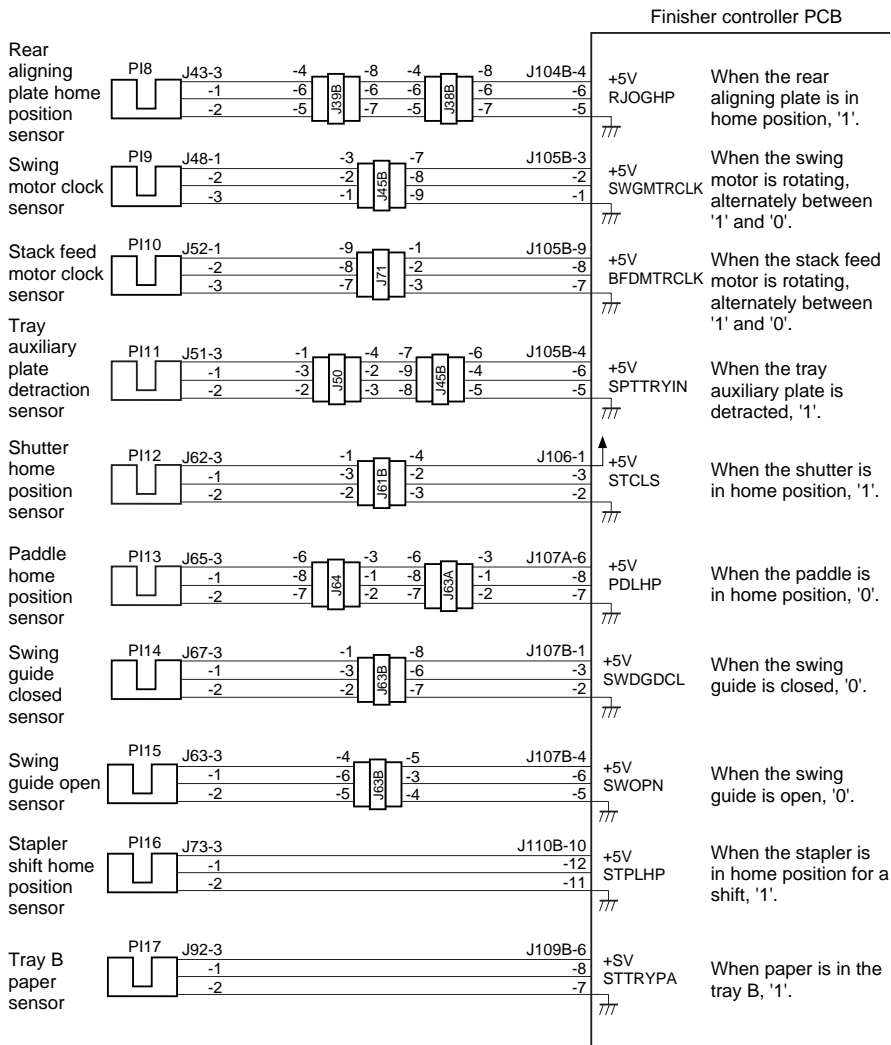 Finisher controller PCB
Rear
aligning
plate home
position
sensor
PI8
J43-3
-1
-2
-4
-6
-5
J39B
-8
-6
-7
-4
-6
-5
J38B
-8
-6
-7
J104B-4
-6
-5
+5V
RJOGHP
When the rear
aligning plate is in
home position, '1'.
Swing
motor clock
sensor
PI9
J48-1
-2
-3
-3
-2
-1
J45B
-7
-8
-9
J105B-3
-2
-1
+5V
SWGMTRCLK
When the swing
motor is rotating,
alternately between
'1' and '0'.
Stack feed
motor clock
sensor
PI10
J52-1
-2
-3
-9
-8
-7
J71
-1
-2
-3
J105B-9
-8
-7
+5V
BFDMTRCLK
When the stack feed
motor is rotating,
alternately between
'1' and '0'.
Tray
auxiliary
plate
detraction
sensor
PI11
J51-3
-1
-2
-1
-3
-2
J50
-4
-2
-3
-7
-9
-8
J45B
-6
-4
-5
J105B-4
-6
-5
+5V
SPTTRYIN
When the tray
auxiliary plate is
detracted, '1'.
Shutter
home
position
sensor
PI12
J62-3
-1
-2
-1
-3
-2
J61B
-4
-2
-3
J106-1
-3
-2
+5V
STCLS
When the shutter is
in home position, '1'.
Paddle
home
position
sensor
PI13
J65-3
-1
-2
-6
-8
-7
J64
-3
-1
-2
-6
-8
-7
J63A
-3
-1
-2
J107A-6
-8
-7
+5V
PDLHP
When the paddle is
in home position, '0'.
Swing
guide
closed
sensor
PI14
J67-3
-1
-2
-1
-3
-2
J63B
-8
-6
-7
J107B-1
-3
-2
+5V
SWDGDCL
When the swing
guide is closed, '0'.
Swing
guide open
sensor
PI15
J63-3
-1
-2
-4
-6
-5
J63B
-5
-3
-4
J107B-4
-6
-5
+5V
SWOPN
When the swing
guide is open, '0'.
Stapler
shift home
position
sensor
PI16
J73-3
-1
-2
J110B-10
-12
-11
+5V
STPLHP
When the stapler is
in home position for a
shift, '1'.
Tray B
paper
sensor
PI17
J92-3
-1
-2
J109B-6
-8
-7
+SV
STTRYPA
When paper is in the
tray B, '1'.